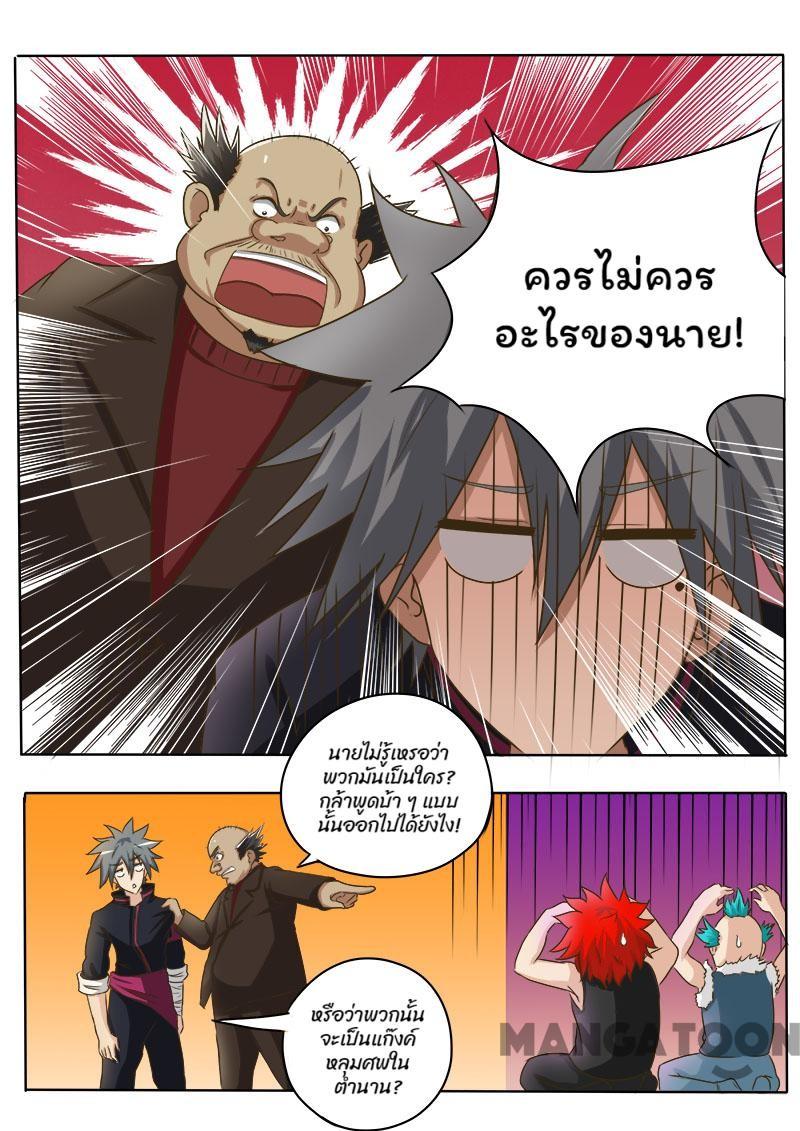 ควรไม่ควร
อะไรของนาย!
นายไม่รู้เหรอว่า
พวกมันเป็นใคร?
กล้าพูดบ้า ๆ แบบ
นั้นออกไปได้ยังไง!
หรือว่าพวกนั้น
จะเป็นแก๊งค์
หลุมศพใน
ตำนาน?
MANGATOON